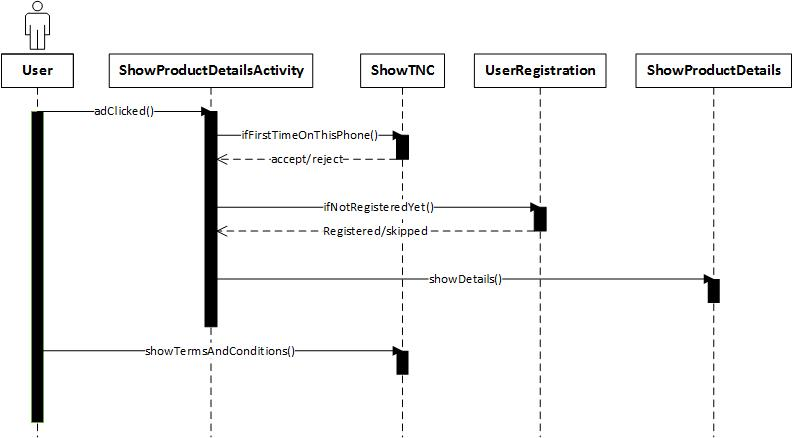 User
ShowProductDetailsActivity
ShowTNC
UserRegistration
ShowProductDetails
adClicked()
ifFirstTimeOnThisPhone()
accept/reject
ifNotRegisteredYet()
Registered/skipped
showDetails()
showTermsAndConditions()